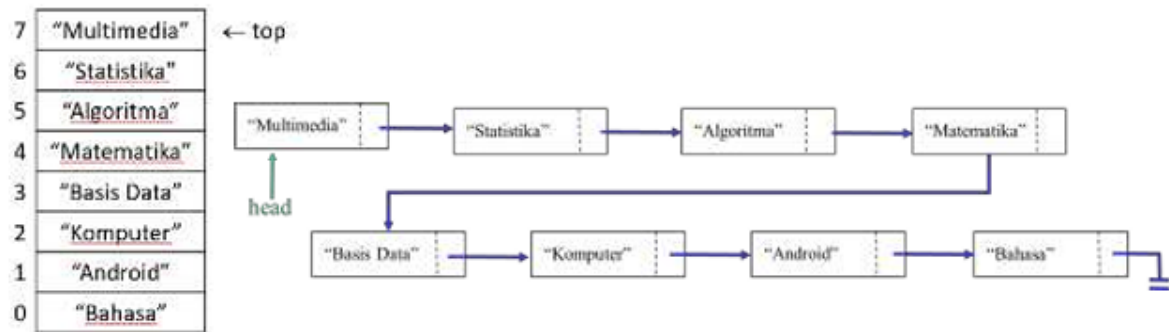 7 “Multimedia” ← top
6 “Statistika”
5 “Algoritma”
4 “Matematika”
3 “Basis Data”
2 “Komputer”
1 “Android”
0 “Bahasa”
“Multimedia” “Statistika” “Algoritma” “Matematika”
head
“Basis Data” “Komputer” “Android” “Bahasa”